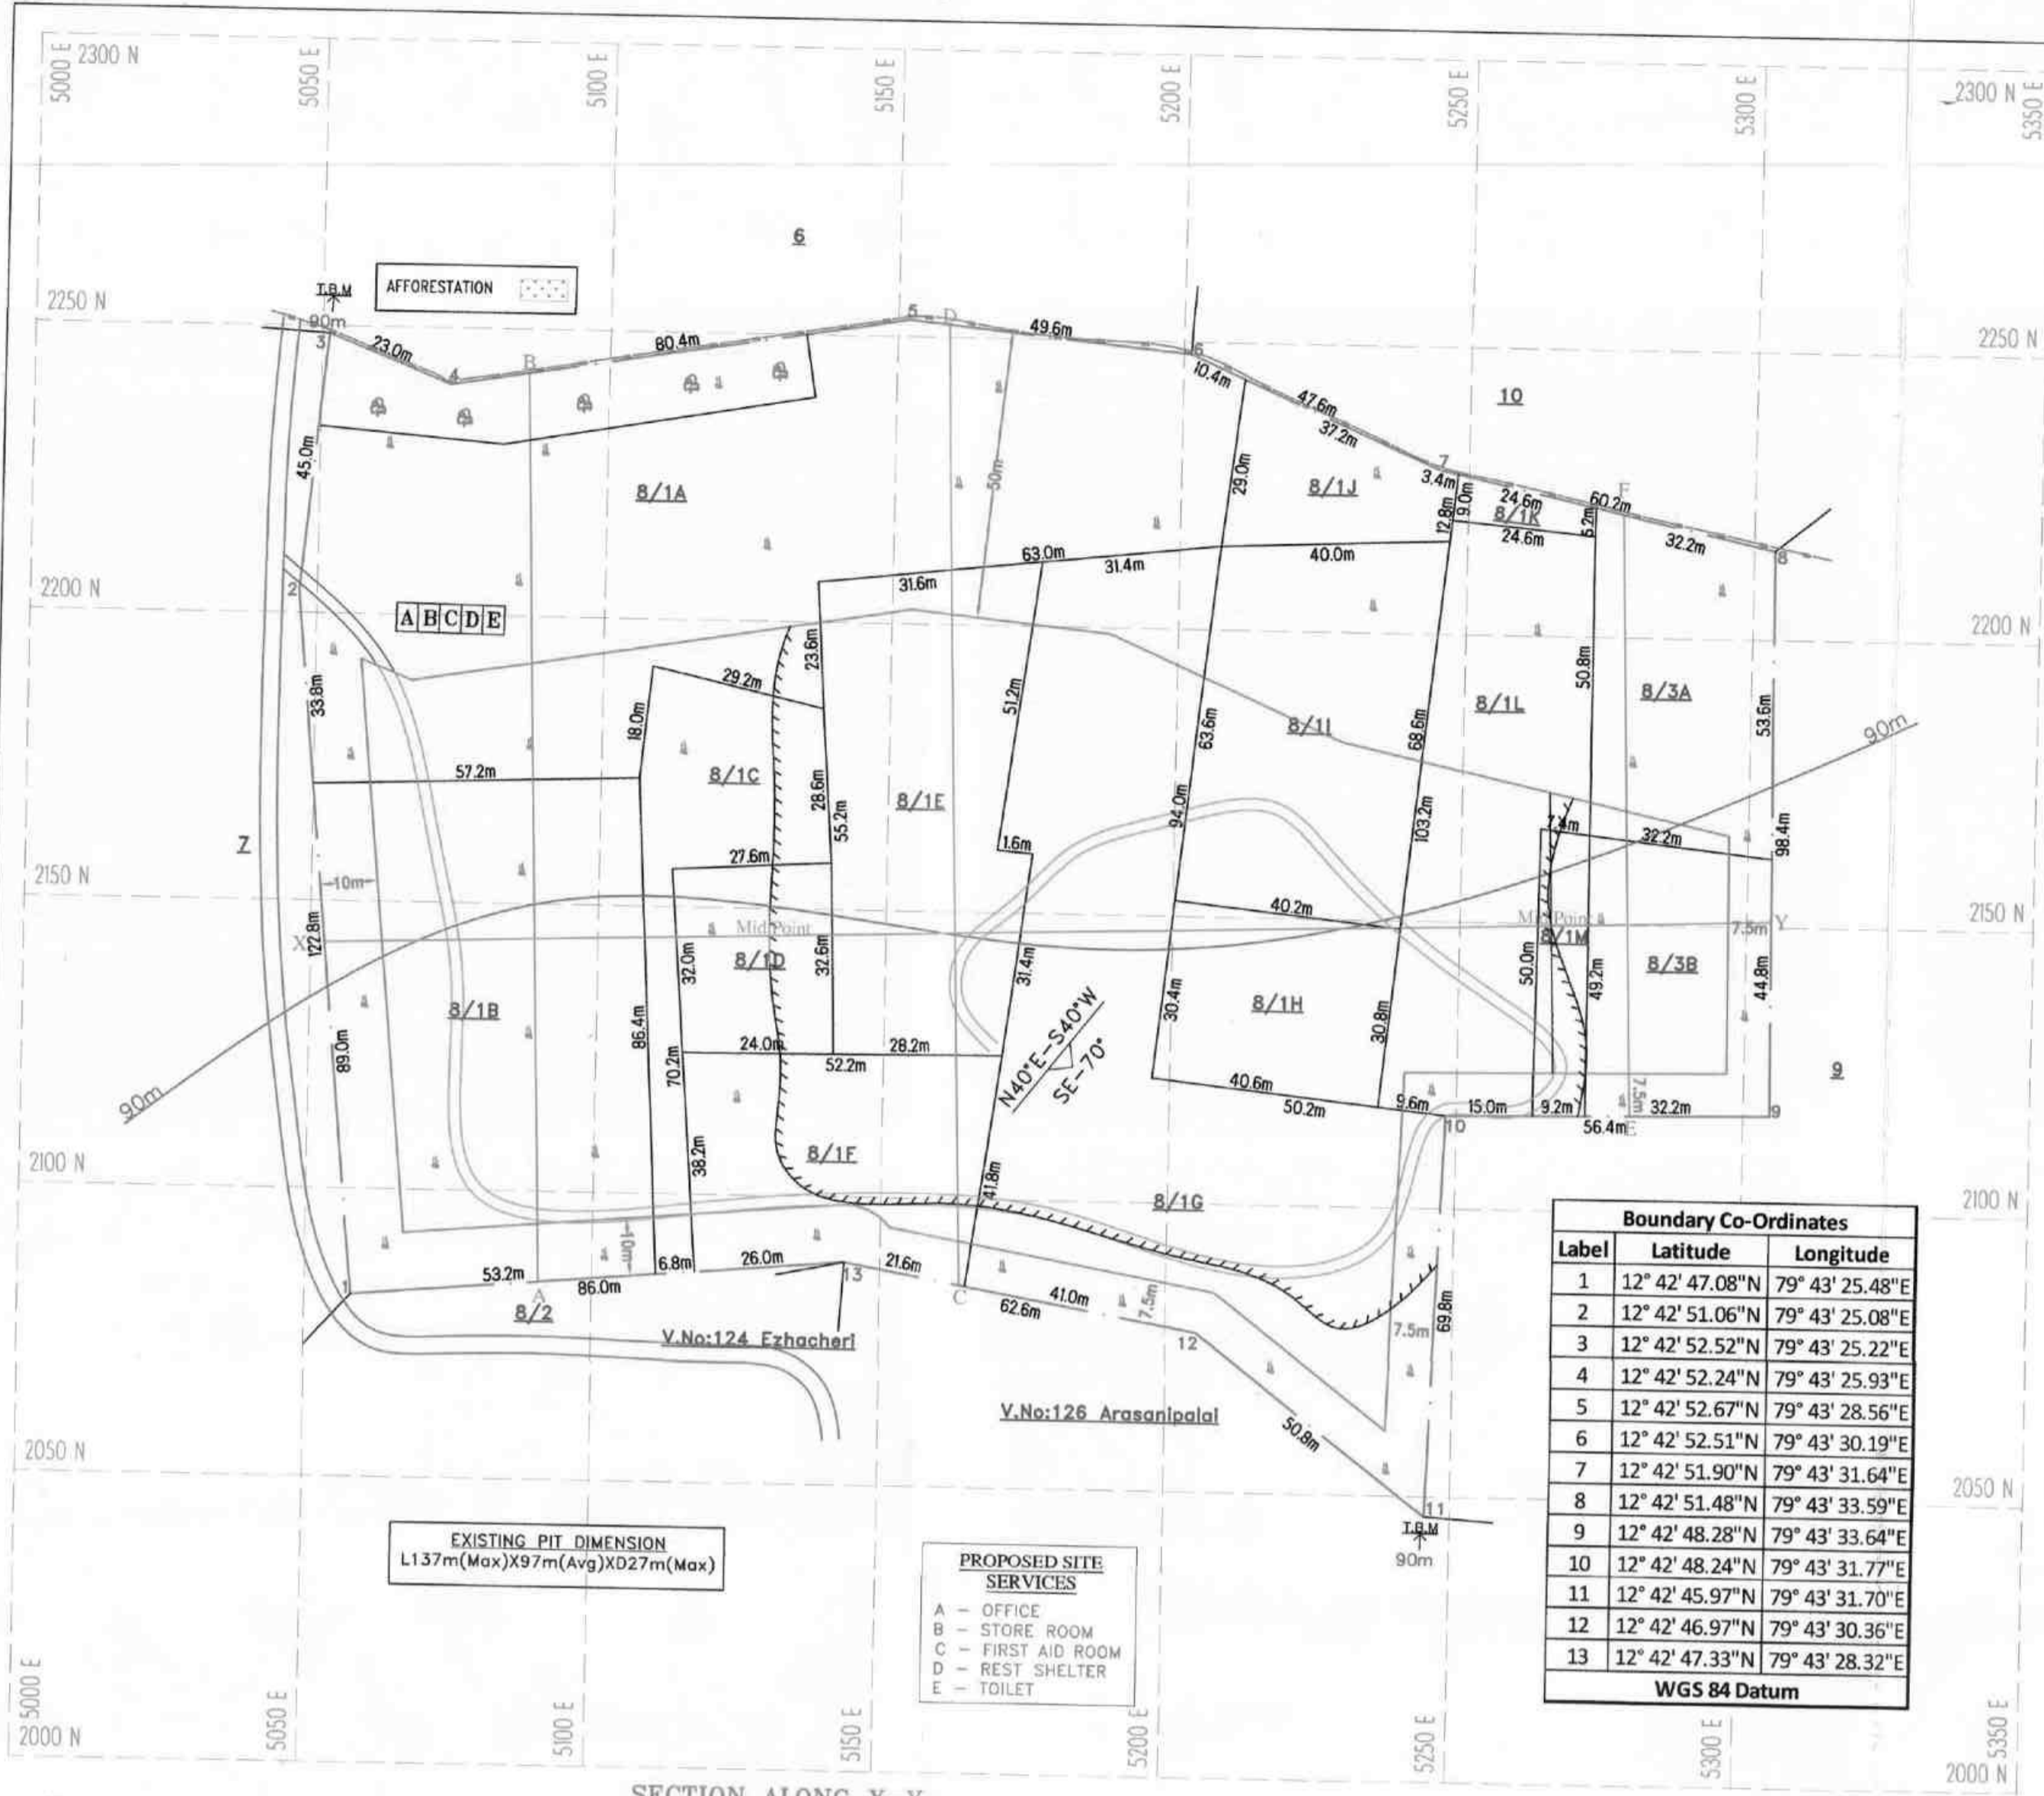 5000 E
2300 N
5050 E
5100 E
5150 E
5200 E
5250 E
5300 E
2300 N
5350 E
6
AFFORESTATION
T.B.M
90m
2250 N
3
23.0m
4
B
80.4m
5
D
49.6m
6
10.4m
47.6m
37.2m
10
2250 N
7
3.4m
45.0m
8/1A
50m
29.0m
8/1J
12.8m
9.0m
24.6m
8/1K
24.6m
5.2m
60.2m
F
32.2m
8
31.6m
63.0m
31.4m
40.0m
2200 N
2
A B C D E
23.6m
2200 N
33.8m
29.2m
18.0m
51.2m
63.6m
8/1I
68.6m
8/1L
50.8m
8/3A
53.6m
90m
57.2m
8/1C
28.6m
55.2m
8/1E
94.0m
103.2m
7
1.6m
7.4m
32.2m
98.4m
27.6m
2150 N
10m
40.2m
2150 N
X
122.8m
Mid Point
Mid Point
7.5m
Y
32.0m
8/1D
32.6m
31.4m
8/1M
8/3B
50.0m
49.2m
44.8m
8/1B
86.4m
30.4m
8/1H
30.8m
N40°E-S40°W
SE-70°
24.0m
28.2m
52.2m
89.0m
70.2m
90m
40.6m
50.2m
9.6m
10
15.0m
9.2m
7.5m
32.2m
56.4m
E
9
9
2100 N
38.2m
8/1F
41.8m
8/1G
2100 N
10m
1
53.2m
A
86.0m
6.8m
26.0m
13
21.6m
C
41.0m
62.6m
7.5m
12
7.5m
69.8m
8/2
V.No:124 Ezhacheri
V.No:126 Arasanipalai
50.8m
2050 N
11
T.B.M
90m
2050 N
EXISTING PIT DIMENSION
L137m(Max)X97m(Avg)XD27m(Max)
PROPOSED SITE
SERVICES
A - OFFICE
B - STORE ROOM
C - FIRST AID ROOM
D - REST SHELTER
E - TOILET
Boundary Co-Ordinates
Label Latitude Longitude
1 12° 42' 47.08"N 79° 43' 25.48"E
2 12° 42' 51.06"N 79° 43' 25.08"E
3 12° 42' 52.52"N 79° 43' 25.22"E
4 12° 42' 52.24"N 79° 43' 25.93"E
5 12° 42' 52.67"N 79° 43' 28.56"E
6 12° 42' 52.51"N 79° 43' 30.19"E
7 12° 42' 51.90"N 79° 43' 31.64"E
8 12° 42' 51.48"N 79° 43' 33.59"E
9 12° 42' 48.28"N 79° 43' 33.64"E
10 12° 42' 48.24"N 79° 43' 31.77"E
11 12° 42' 45.97"N 79° 43' 31.70"E
12 12° 42' 46.97"N 79° 43' 30.36"E
13 12° 42' 47.33"N 79° 43' 28.32"E
WGS 84 Datum
5000 E
2000 N
5050 E
5100 E
5150 E
5200 E
5250 E
5300 E
5350 E
2000 N
SECTION ALONG X-Y